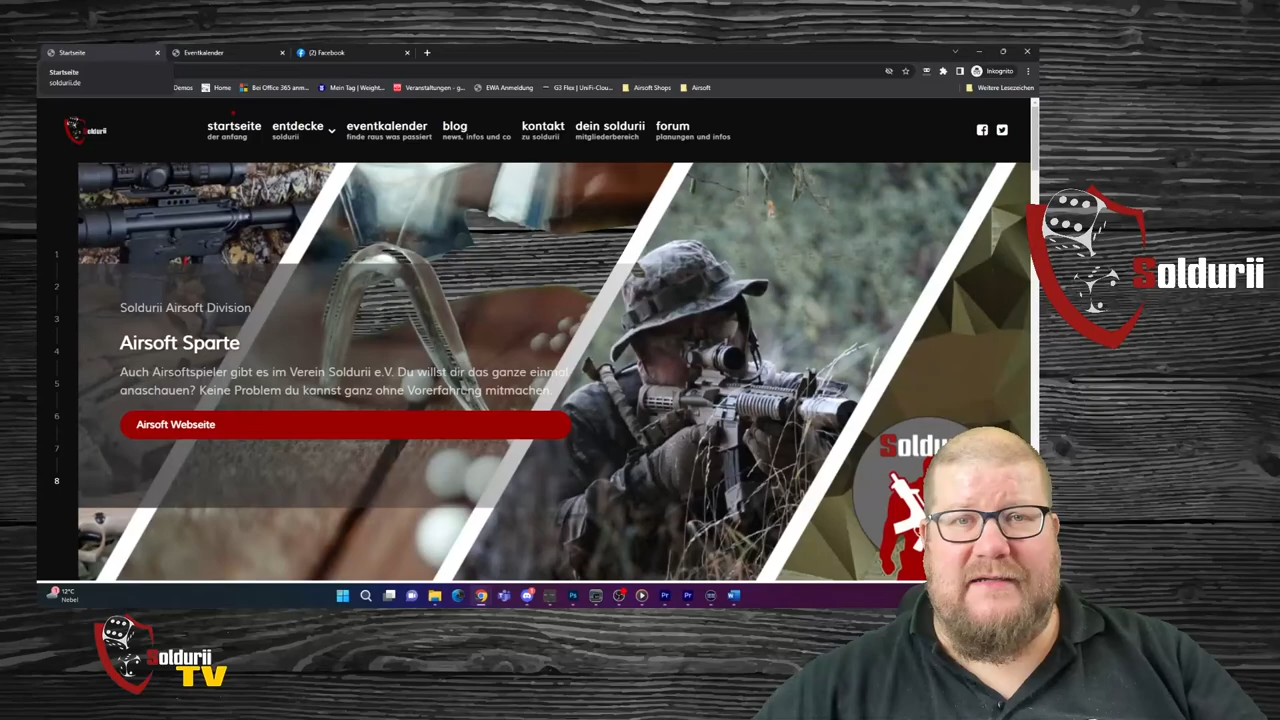 Startseite
Eventkalender
(2) Facebook
Startseite
soldurii.de
Inkognito
Demos
Home
Bei Office 365 anm...
Mein Tag | Weight...
Veranstaltungen - g...
EWA Anmeldung
G3 Flex | UniFi-Clou...
Airsoft Shops
Airsoft
Weitere Lesezeichen
Soldurii
startseite
der anfang
entdecke
soldurii
eventkalender
finde raus was passiert
blog
news, infos und co
kontakt
zu soldurii
dein soldurii
mitgliederbereich
forum
planungen und infos
1
2
3
4
5
6
7
8
Soldurii Airsoft Division
Airsoft Sparte
Auch Airsoftspieler gibt es im Verein Soldurii e.V. Du willst dir das ganze einmal
anaschauen? Keine Problem du kannst ganz ohne Vorerfahrung mitmachen.
Airsoft Webseite
Soldurii
12°C
Nebel
Soldurii
TV